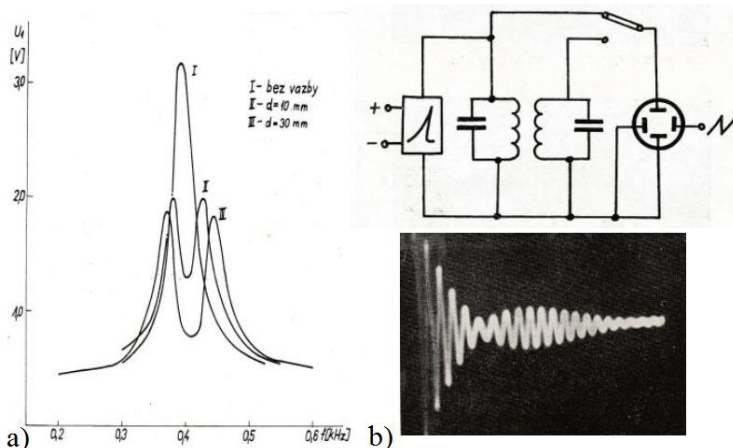 U₁
[V]
3,0
2,0
1,0
I
II
III
I - bez vazby
II - d=10 mm
III - d=30 mm
0,2 0,3 0,4 0,5 0,6 f[kHz]
a)
+
-
b)